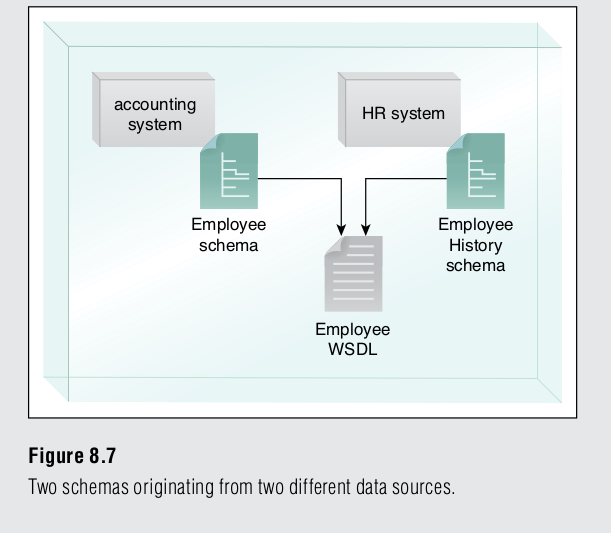 accounting
system
HR system
Employee
schema
Employee
History
schema
Employee
WSDL
Figure 8.7
Two schemas originating from two different data sources.